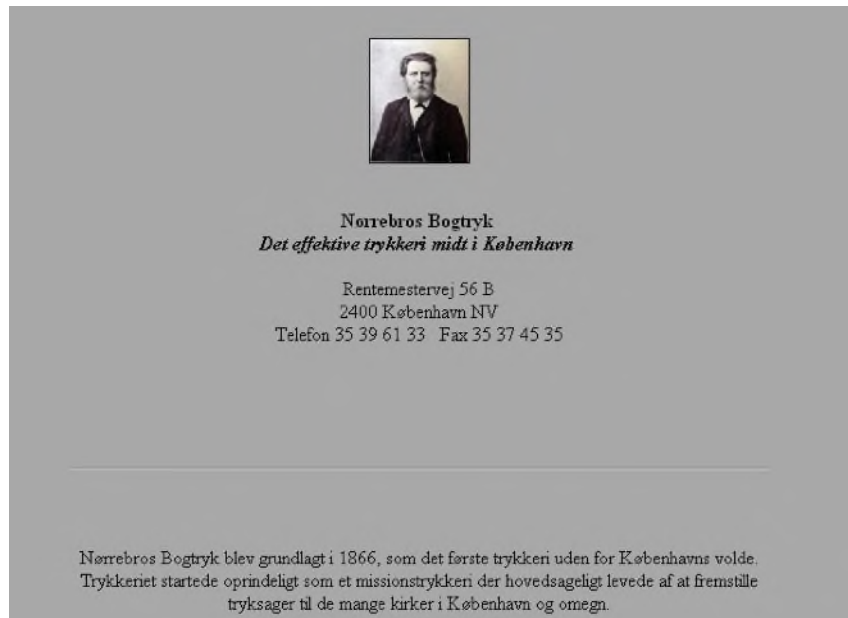 Nørrebros Bogtryk
Det effektive trykkeri midt i København
Rentemestervej 56 B
2400 København NV
Telefon 35 39 61 33   Fax 35 37 45 35
Nørrebros Bogtryk blev grundlagt i 1866, som det første trykkeri uden for Københavns volde.
Trykkeriet startede oprindeligt som et missionstrykkeri der hovedsageligt levede af at fremstille
tryksager til de mange kirker i København og omegn.